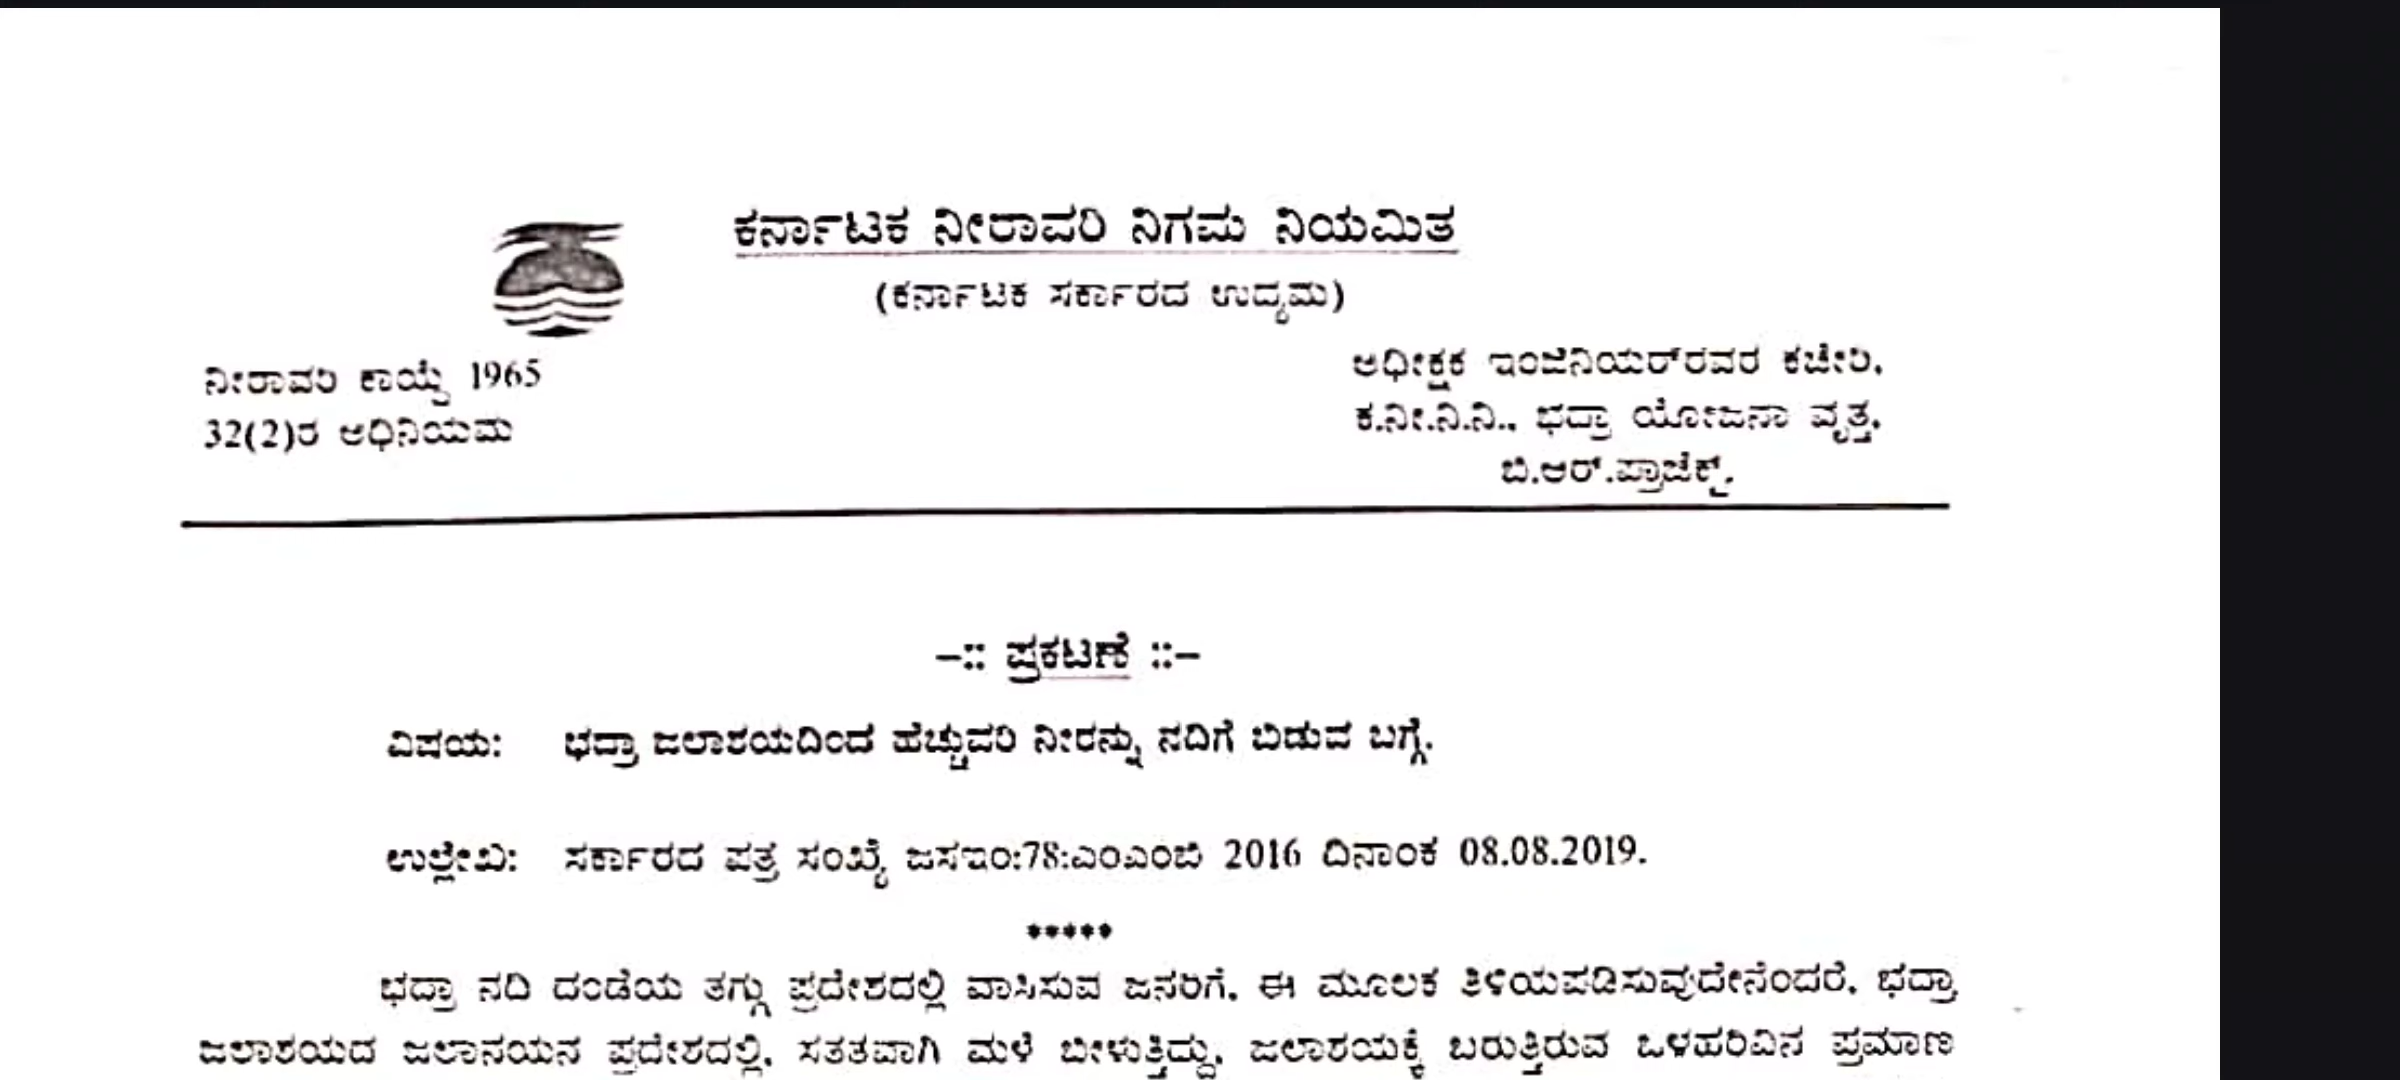 ಕರ್ನಾಟಕ ನೀರಾವರಿ ನಿಗಮ ನಿಯಮಿತ
(ಕರ್ನಾಟಕ ಸರ್ಕಾರದ ಉದ್ಯಮ)
ನೀರಾವರಿ ಕಾಯ್ದೆ 1965
32(2)ರ ಅಧಿನಿಯಮ
ಅಧೀಕ್ಷಕ ಇಂಜಿನಿಯರ್‌ರವರ ಕಚೇರಿ,
ಕ.ನೀ.ನಿ.ನಿ., ಭದ್ರಾ ಯೋಜನಾ ವೃತ್ತ,
ಬಿ.ಆರ್.ಪ್ರಾಜೆಕ್ಟ್.
–:: ಪ್ರಕಟಣೆ ::–
ವಿಷಯ: ಭದ್ರಾ ಜಲಾಶಯದಿಂದ ಹೆಚ್ಚುವರಿ ನೀರನ್ನು ನದಿಗೆ ಬಿಡುವ ಬಗ್ಗೆ.
ಉಲ್ಲೇಖ: ಸರ್ಕಾರದ ಪತ್ರ ಸಂಖ್ಯೆ ಜಸಇಂ:78:ಎಂಎಂಬಿ 2016 ದಿನಾಂಕ 08.08.2019.
*****
ಭದ್ರಾ ನದಿ ದಂಡೆಯ ತಗ್ಗು ಪ್ರದೇಶದಲ್ಲಿ ವಾಸಿಸುವ ಜನರಿಗೆ, ಈ ಮೂಲಕ ತಿಳಿಯಪಡಿಸುವುದೇನೆಂದರೆ, ಭದ್ರಾ
ಜಲಾಶಯದ ಜಲಾನಯನ ಪ್ರದೇಶದಲ್ಲಿ, ಸತತವಾಗಿ ಮಳೆ ಬೀಳುತ್ತಿದ್ದು, ಜಲಾಶಯಕ್ಕೆ ಬರುತ್ತಿರುವ ಒಳಹರಿವಿನ ಪ್ರಮಾಣ